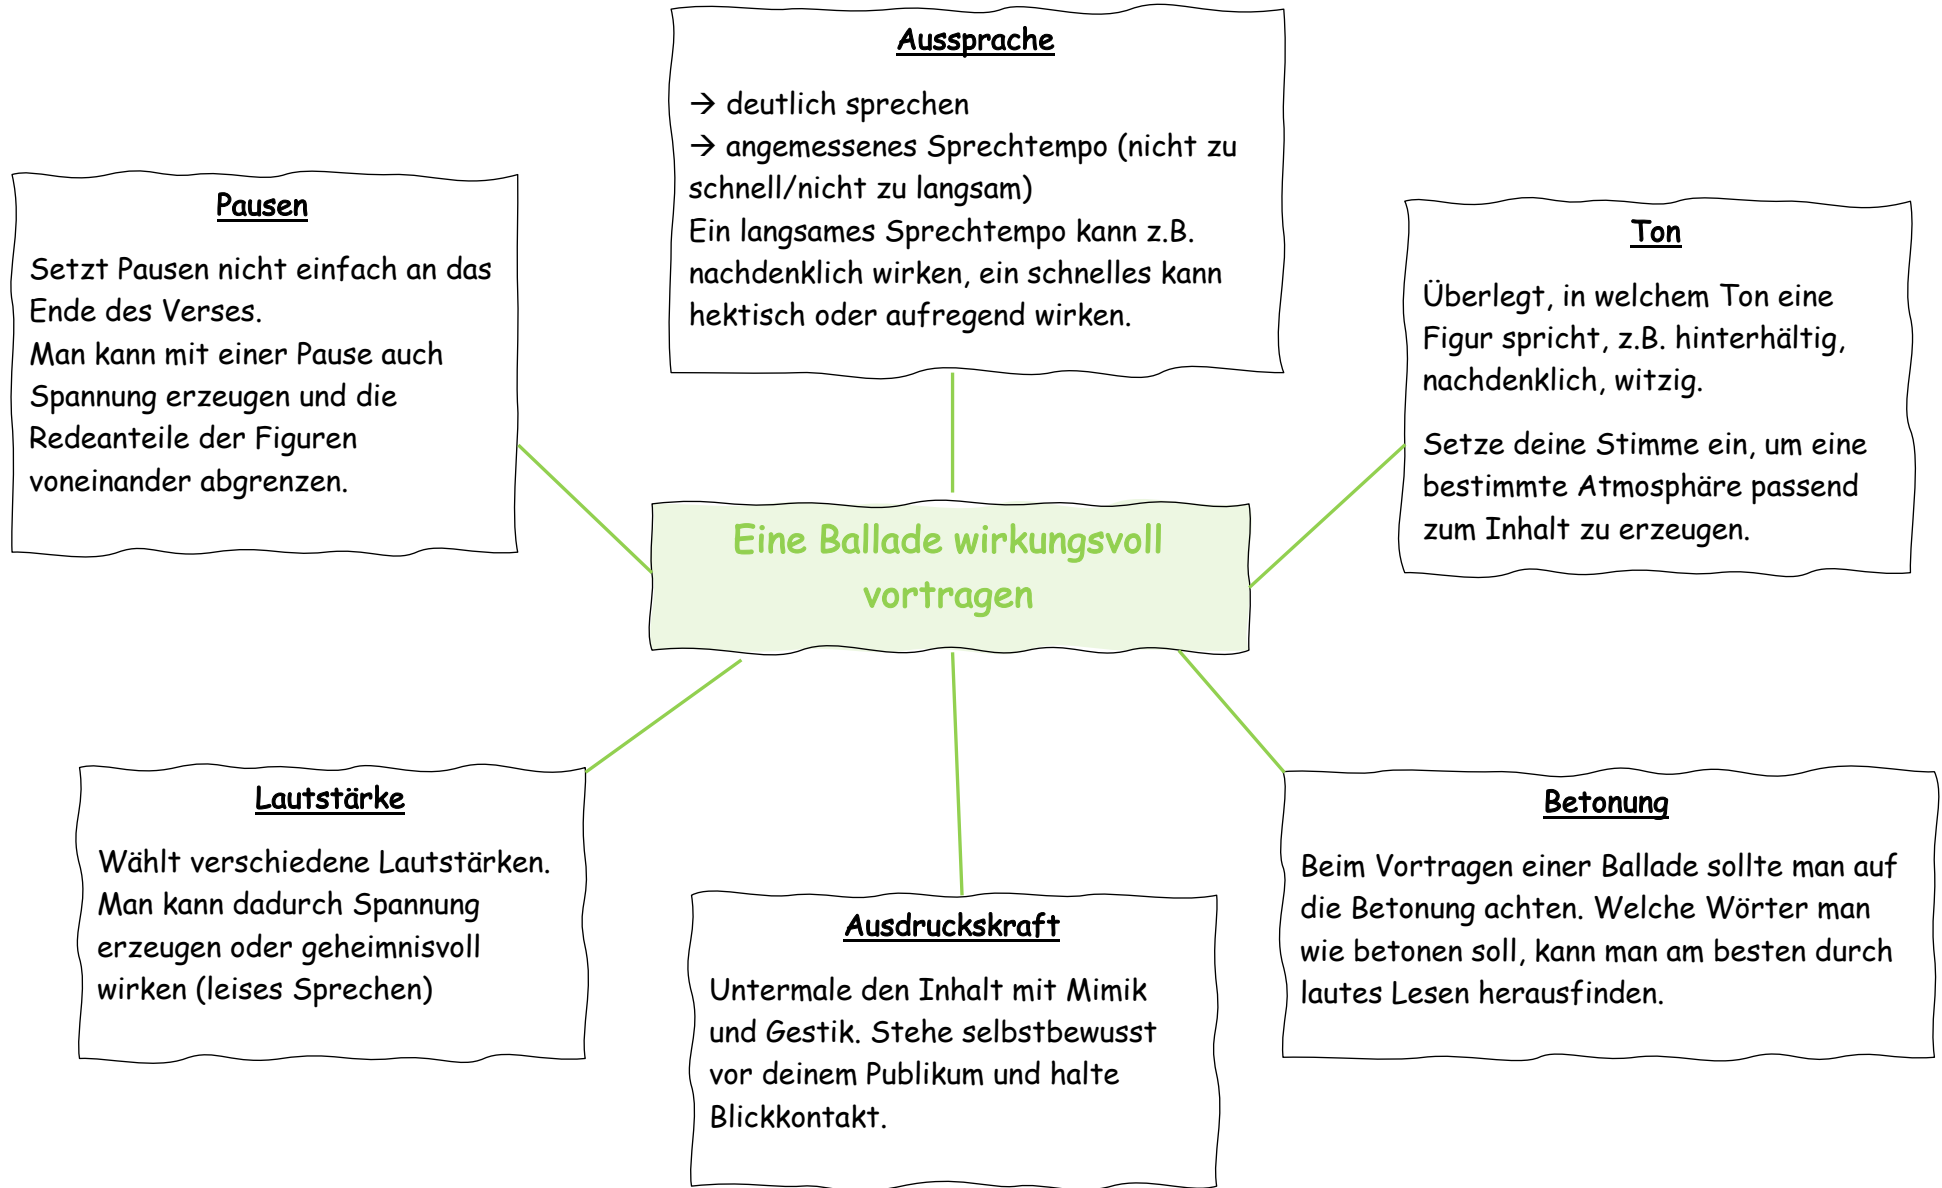 Aussprache
→ deutlich sprechen
→ angemessenes Sprechtempo (nicht zu
schnell/nicht zu langsam)
Ein langsames Sprechtempo kann z.B.
nachdenklich wirken, ein schnelles kann
hektisch oder aufregend wirken.
Pausen
Setzt Pausen nicht einfach an das
Ende des Verses.
Man kann mit einer Pause auch
Spannung erzeugen und die
Redeanteile der Figuren
voneinander abgrenzen.
Ton
Überlegt, in welchem Ton eine
Figur spricht, z.B. hinterhältig,
nachdenklich, witzig.
Setze deine Stimme ein, um eine
bestimmte Atmosphäre passend
zum Inhalt zu erzeugen.
Eine Ballade wirkungsvoll
vortragen
Lautstärke
Wählt verschiedene Lautstärken.
Man kann dadurch Spannung
erzeugen oder geheimnisvoll
wirken (leises Sprechen)
Ausdruckskraft
Untermale den Inhalt mit Mimik
und Gestik. Stehe selbstbewusst
vor deinem Publikum und halte
Blickkontakt.
Betonung
Beim Vortragen einer Ballade sollte man auf
die Betonung achten. Welche Wörter man
wie betonen soll, kann man am besten durch
lautes Lesen herausfinden.